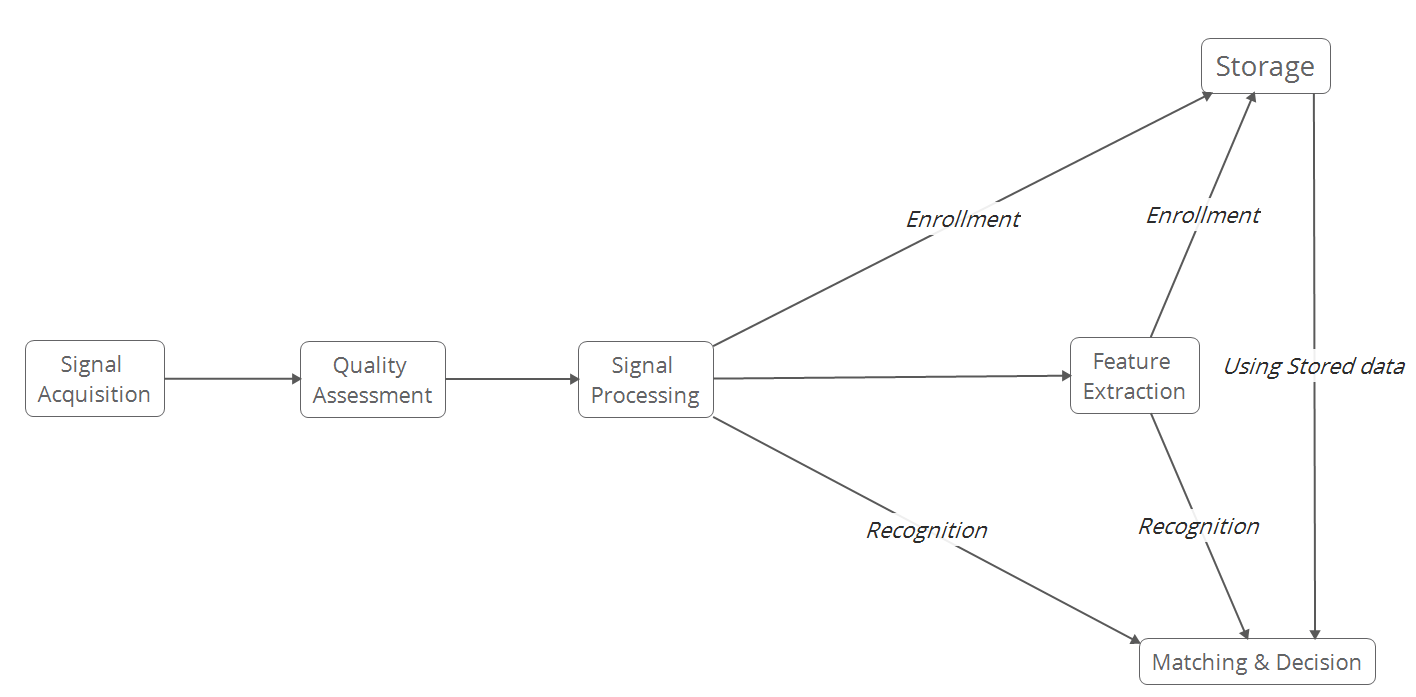 Storage
Enrollment
Enrollment
Signal
Acquisition
Quality
Assessment
Signal
Processing
Feature
Extraction
Using Stored data
Recognition
Recognition
Matching & Decision